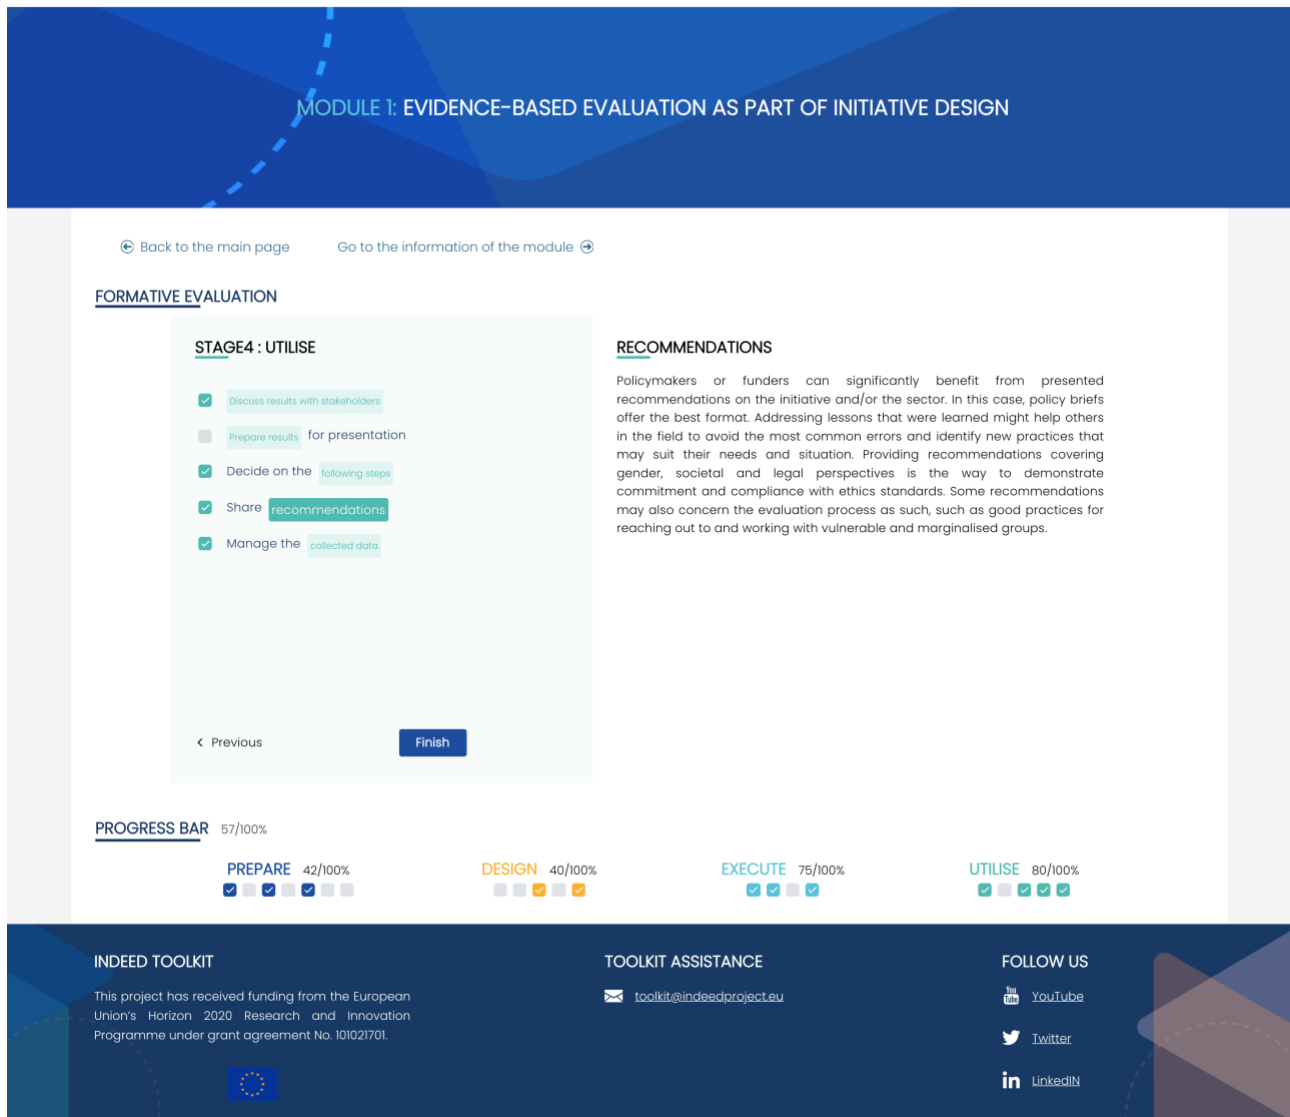 MODULE 1: EVIDENCE-BASED EVALUATION AS PART OF INITIATIVE DESIGN
Back to the main page
Go to the information of the module
FORMATIVE EVALUATION
STAGE4 : UTILISE
Discuss results with stakeholders
Prepare results for presentation
Decide on the following steps
Share recommendations
Manage the collected data
Previous
Finish
RECOMMENDATIONS
Policymakers or funders can significantly benefit from presented
recommendations on the initiative and/or the sector. In this case, policy briefs
offer the best format. Addressing lessons that were learned might help others
in the field to avoid the most common errors and identify new practices that
may suit their needs and situation. Providing recommendations covering
gender, societal and legal perspectives is the way to demonstrate
commitment and compliance with ethics standards. Some recommendations
may also concern the evaluation process as such, such as good practices for
reaching out to and working with vulnerable and marginalised groups.
PROGRESS BAR 57/100%
PREPARE 42/100%
DESIGN 40/100%
EXECUTE 75/100%
UTILISE 80/100%
INDEED TOOLKIT
This project has received funding from the European
Union's Horizon 2020 Research and Innovation
Programme under grant agreement No. 101021701.
TOOLKIT ASSISTANCE
toolkit@indeedproject.eu
FOLLOW US
You
Tube
YouTube
Twitter
in LinkedIN